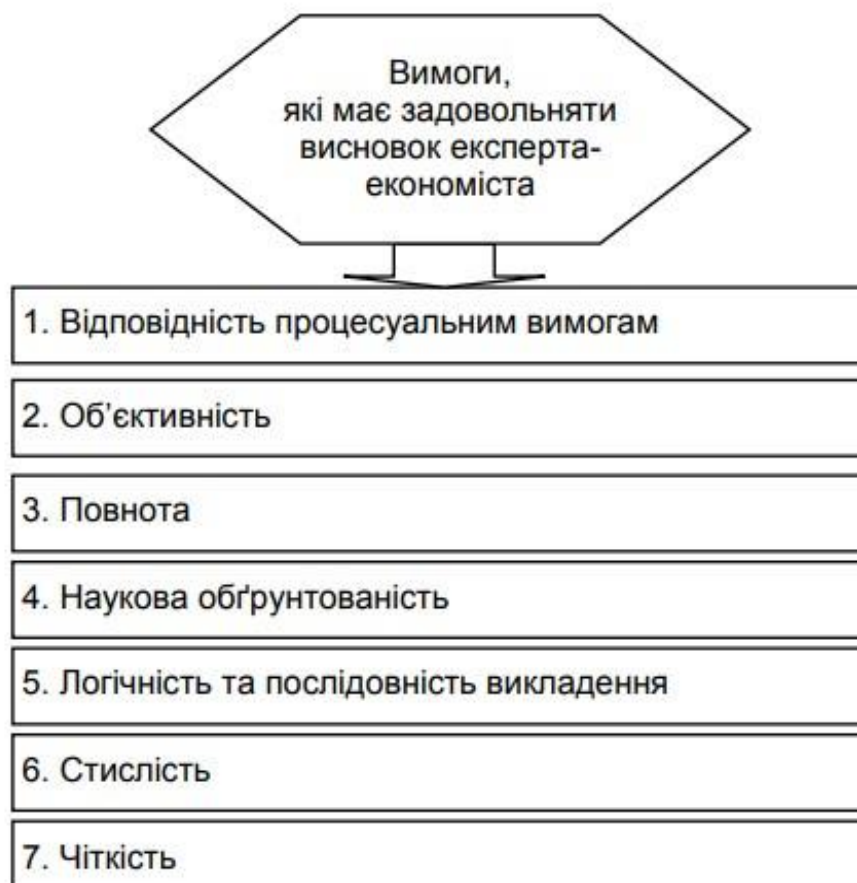 Вимоги,
які має задовольняти
висновок експерта-
економіста
1. Відповідність процесуальним вимогам
2. Об’єктивність
3. Повнота
4. Наукова обґрунтованість
5. Логічність та послідовність викладення
6. Стислість
7. Чіткість